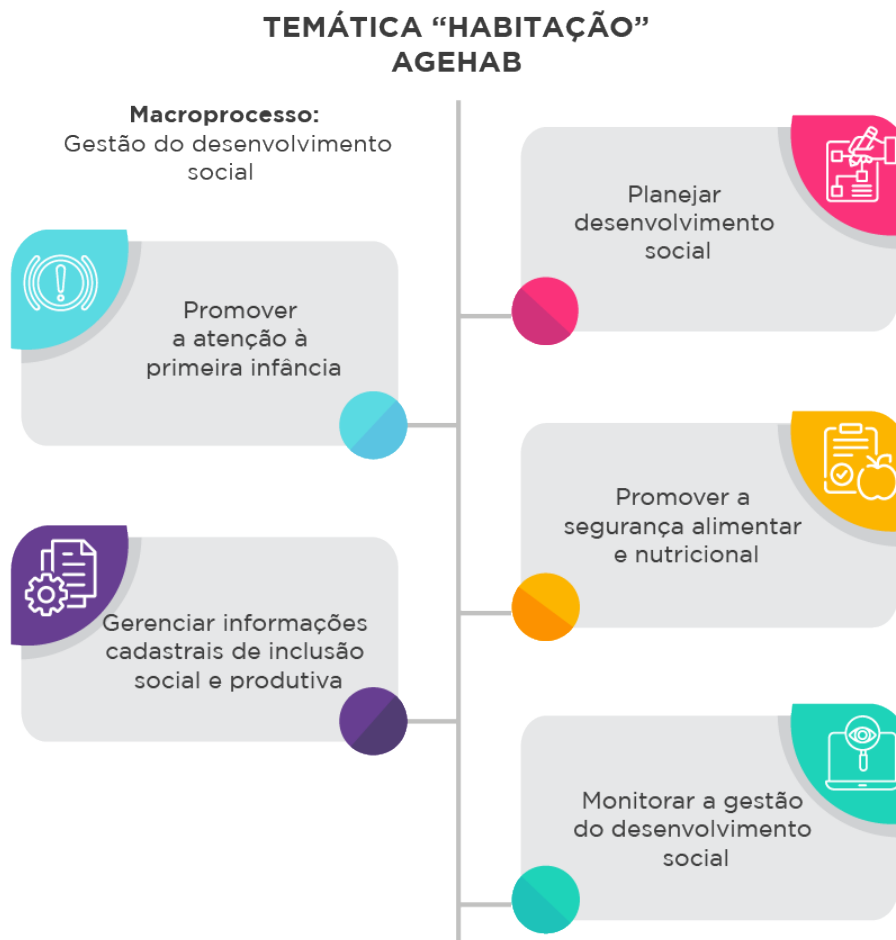 TEMÁTICA “HABITAÇÃO”
AGEHAB
Macroprocesso:
Gestão do desenvolvimento
social
Planejar
desenvolvimento
social
Promover
a atenção à
primeira infância
Promover a
segurança alimentar
e nutricional
Gerenciar informações
cadastrais de inclusão
social e produtiva
Monitorar a gestão
do desenvolvimento
social